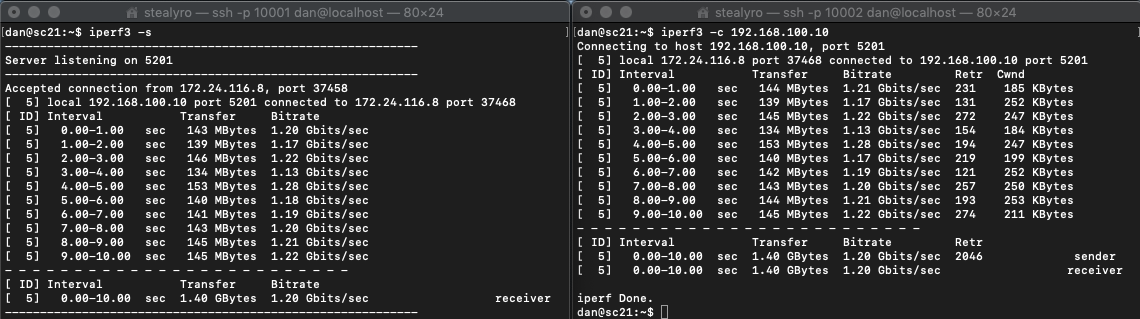 stealyro — ssh -p 10001 dan@localhost — 80×24
[dan@sc21:~$ iperf3 -s ]
-----------------------------------------------------------
Server listening on 5201
-----------------------------------------------------------
Accepted connection from 172.24.116.8, port 37458
[  5] local 192.168.100.10 port 5201 connected to 172.24.116.8 port 37468
[ ID] Interval           Transfer     Bitrate
[  5]   0.00-1.00   sec   143 MBytes  1.20 Gbits/sec
[  5]   1.00-2.00   sec   139 MBytes  1.17 Gbits/sec
[  5]   2.00-3.00   sec   146 MBytes  1.22 Gbits/sec
[  5]   3.00-4.00   sec   134 MBytes  1.13 Gbits/sec
[  5]   4.00-5.00   sec   153 MBytes  1.28 Gbits/sec
[  5]   5.00-6.00   sec   140 MBytes  1.18 Gbits/sec
[  5]   6.00-7.00   sec   141 MBytes  1.19 Gbits/sec
[  5]   7.00-8.00   sec   143 MBytes  1.20 Gbits/sec
[  5]   8.00-9.00   sec   145 MBytes  1.21 Gbits/sec
[  5]   9.00-10.00  sec   145 MBytes  1.22 Gbits/sec
- - - - - - - - - - - - - - - - - - - - - - - - -
[ ID] Interval           Transfer     Bitrate
[  5]   0.00-10.00  sec  1.40 GBytes  1.20 Gbits/sec                  receiver
-----------------------------------------------------------
stealyro — ssh -p 10002 dan@localhost — 80×24
[dan@sc21:~$ iperf3 -c 192.168.100.10 ]
Connecting to host 192.168.100.10, port 5201
[  5] local 172.24.116.8 port 37468 connected to 192.168.100.10 port 5201
[ ID] Interval           Transfer     Bitrate         Retr  Cwnd
[  5]   0.00-1.00   sec   144 MBytes  1.21 Gbits/sec  231    185 KBytes
[  5]   1.00-2.00   sec   139 MBytes  1.17 Gbits/sec  131    252 KBytes
[  5]   2.00-3.00   sec   145 MBytes  1.22 Gbits/sec  272    247 KBytes
[  5]   3.00-4.00   sec   134 MBytes  1.13 Gbits/sec  154    184 KBytes
[  5]   4.00-5.00   sec   153 MBytes  1.28 Gbits/sec  194    247 KBytes
[  5]   5.00-6.00   sec   140 MBytes  1.17 Gbits/sec  219    199 KBytes
[  5]   6.00-7.00   sec   142 MBytes  1.19 Gbits/sec  121    252 KBytes
[  5]   7.00-8.00   sec   143 MBytes  1.20 Gbits/sec  257    250 KBytes
[  5]   8.00-9.00   sec   144 MBytes  1.21 Gbits/sec  193    253 KBytes
[  5]   9.00-10.00  sec   145 MBytes  1.22 Gbits/sec  274    211 KBytes
- - - - - - - - - - - - - - - - - - - - - - - - -
[ ID] Interval           Transfer     Bitrate         Retr
[  5]   0.00-10.00  sec  1.40 GBytes  1.20 Gbits/sec  2046             sender
[  5]   0.00-10.00  sec  1.40 GBytes  1.20 Gbits/sec                  receiver
iperf Done.
dan@sc21:~$